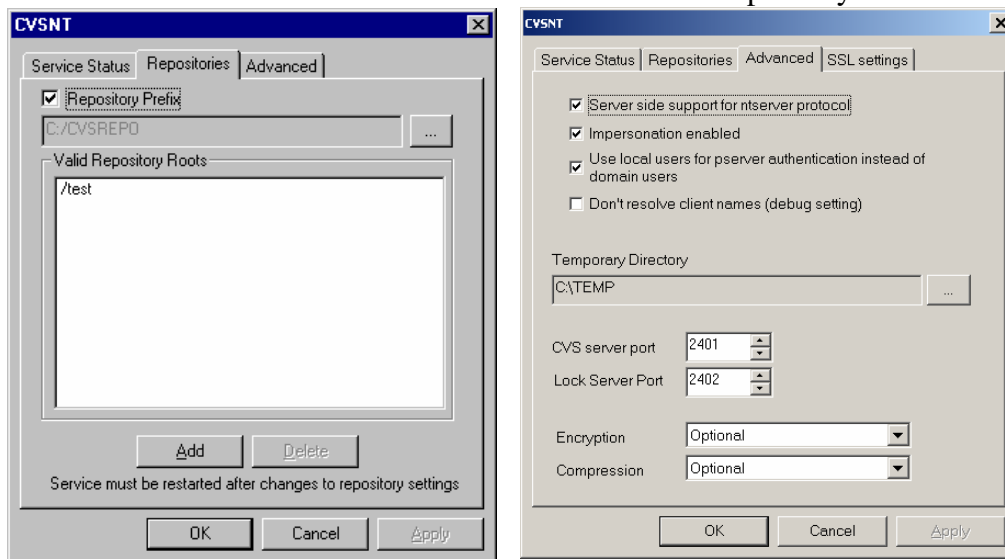 CVSNT
Service Status Repositories Advanced
Repository Prefix
C:/CVSREPO
...
Valid Repository Roots
/test
Add Delete
Service must be restarted after changes to repository settings
OK Cancel Apply
CVSNT
Service Status Repositories Advanced SSL settings
Server side support for ntserver protocol
Impersonation enabled
Use local users for pserver authentication instead of
domain users
Don't resolve client names (debug setting)
Temporary Directory
C:\TEMP
...
CVS server port 2401
Lock Server Port 2402
Encryption Optional
Compression Optional
OK Cancel Apply